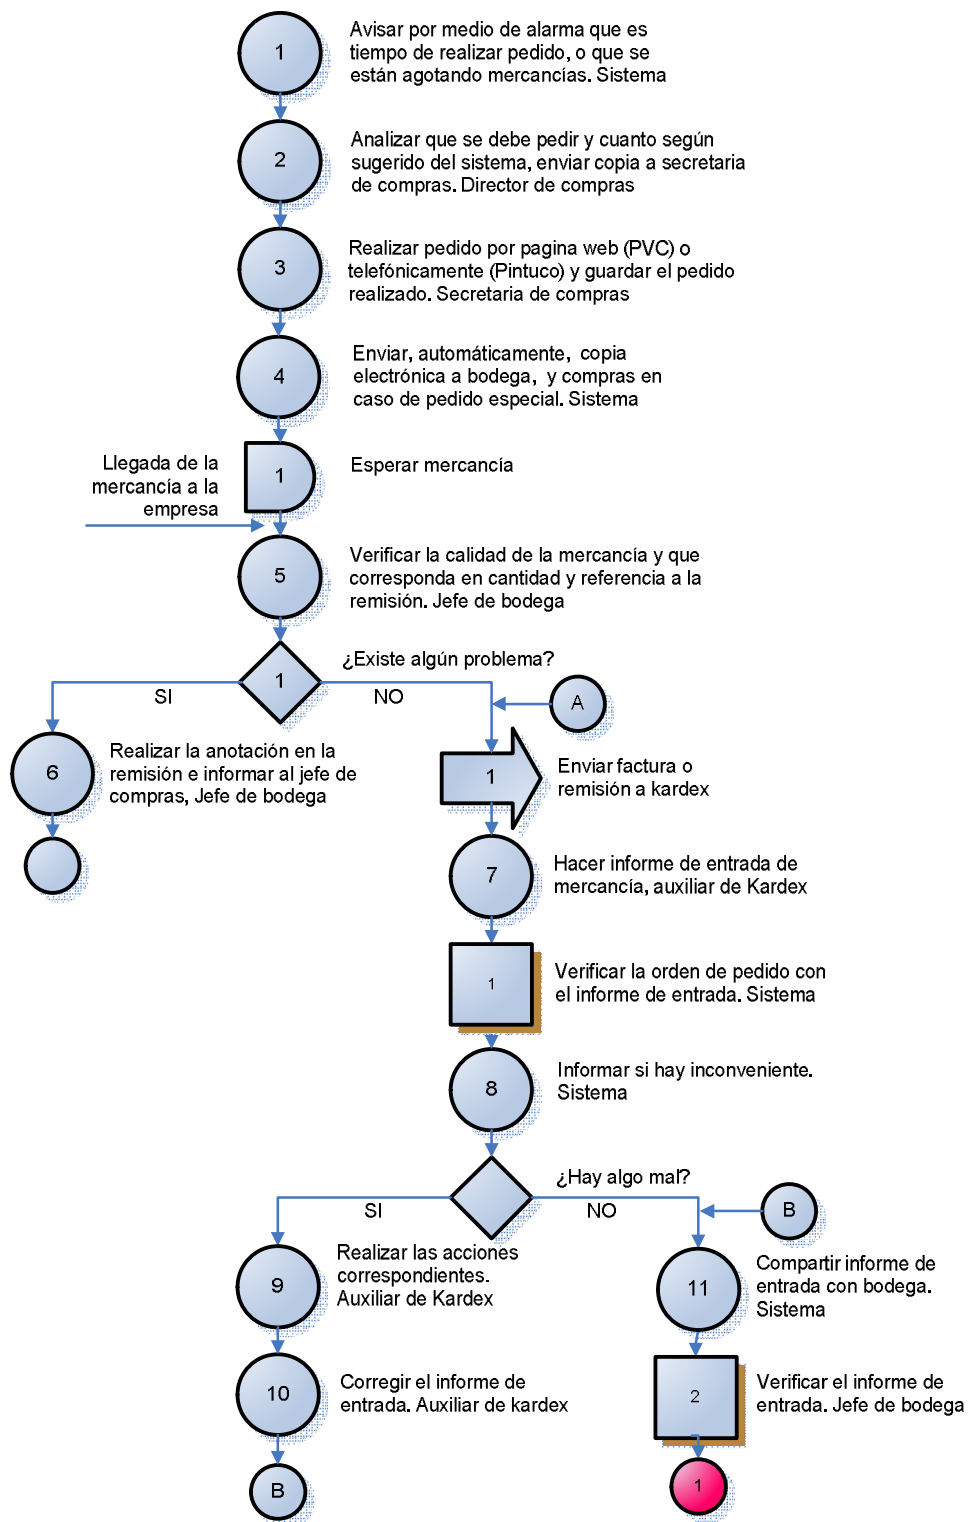 1
Avisar por medio de alarma que es
tiempo de realizar pedido, o que se
están agotando mercancías. Sistema
2
Analizar que se debe pedir y cuanto según
sugerido del sistema, enviar copia a secretaria
de compras. Director de compras
3
Realizar pedido por pagina web (PVC) o
telefónicamente (Pintuco) y guardar el pedido
realizado. Secretaria de compras
4
Enviar, automáticamente, copia
electrónica a bodega, y compras en
caso de pedido especial. Sistema
Llegada de la
mercancía a la
empresa
1
Esperar mercancía
5
Verificar la calidad de la mercancía y que
corresponda en cantidad y referencia a la
remisión. Jefe de bodega
1
¿Existe algún problema?
SI
NO
A
6
Realizar la anotación en la
remisión e informar al jefe de
compras, Jefe de bodega
1
Enviar factura o
remisión a kardex
7
Hacer informe de entrada de
mercancía, auxiliar de Kardex
1
Verificar la orden de pedido con
el informe de entrada. Sistema
8
Informar si hay inconveniente.
Sistema
¿Hay algo mal?
SI
NO
B
9
Realizar las acciones
correspondientes.
Auxiliar de Kardex
11
Compartir informe de
entrada con bodega.
Sistema
10
Corregir el informe de
entrada. Auxiliar de kardex
2
Verificar el informe de
entrada. Jefe de bodega
B
1